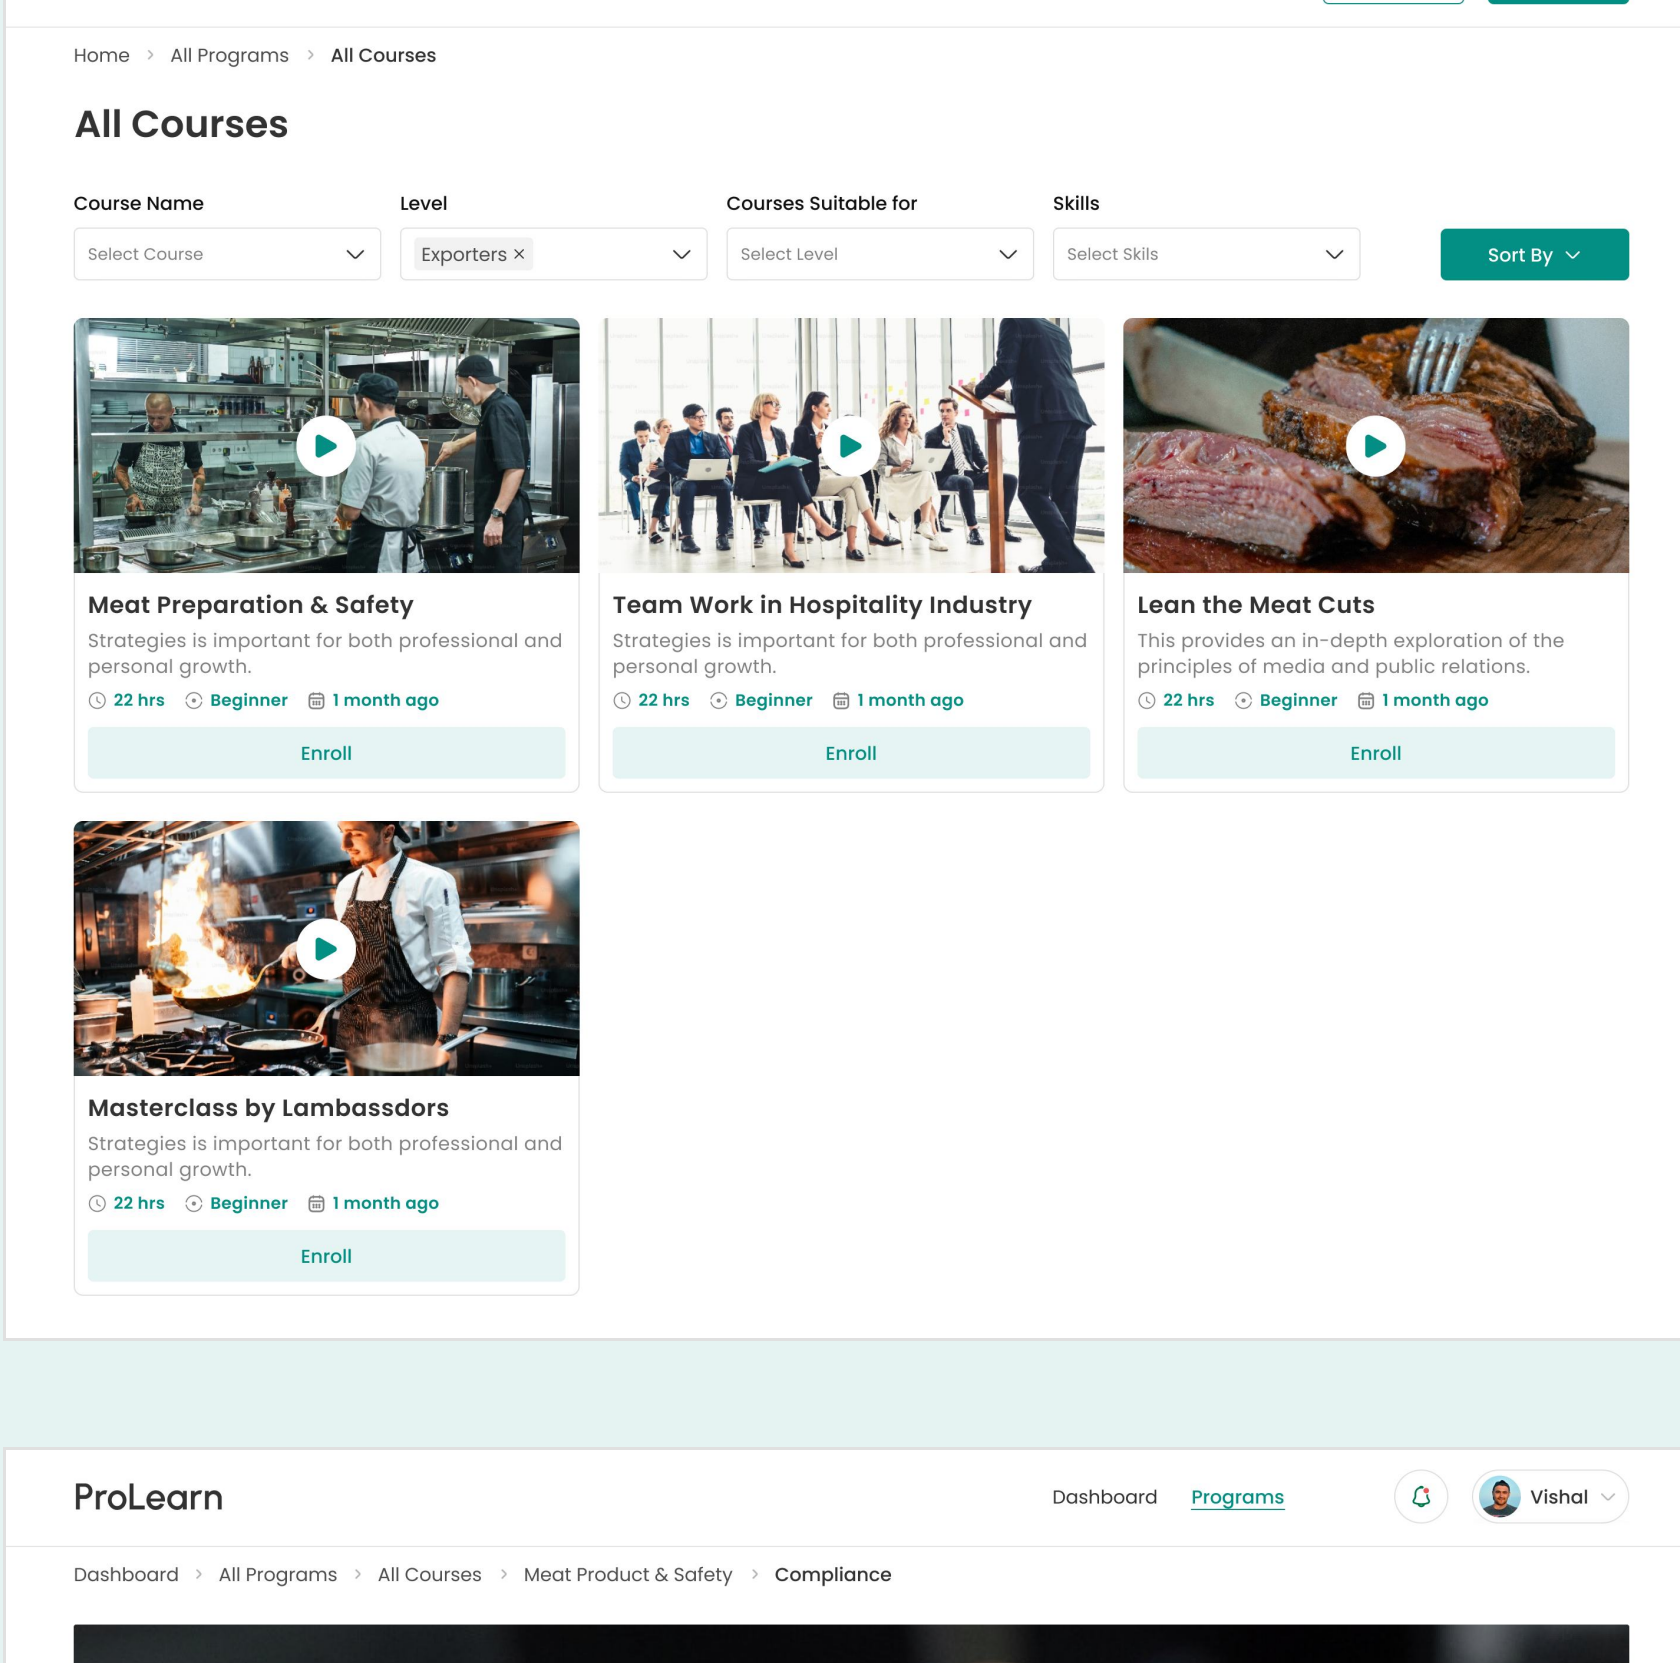 Home > All Programs > All Courses
All Courses
Course Name Level Courses Suitable for Skills
Select Course Exporters × Select Level Select Skils Sort By
Meat Preparation & Safety
Strategies is important for both professional and
personal growth.
22 hrs Beginner 1 month ago
Enroll
Team Work in Hospitality Industry
Strategies is important for both professional and
personal growth.
22 hrs Beginner 1 month ago
Enroll
Lean the Meat Cuts
This provides an in-depth exploration of the
principles of media and public relations.
22 hrs Beginner 1 month ago
Enroll
Masterclass by Lambassdors
Strategies is important for both professional and
personal growth.
22 hrs Beginner 1 month ago
Enroll
ProLearn Dashboard Programs Vishal
Dashboard > All Programs > All Courses > Meat Product & Safety > Compliance